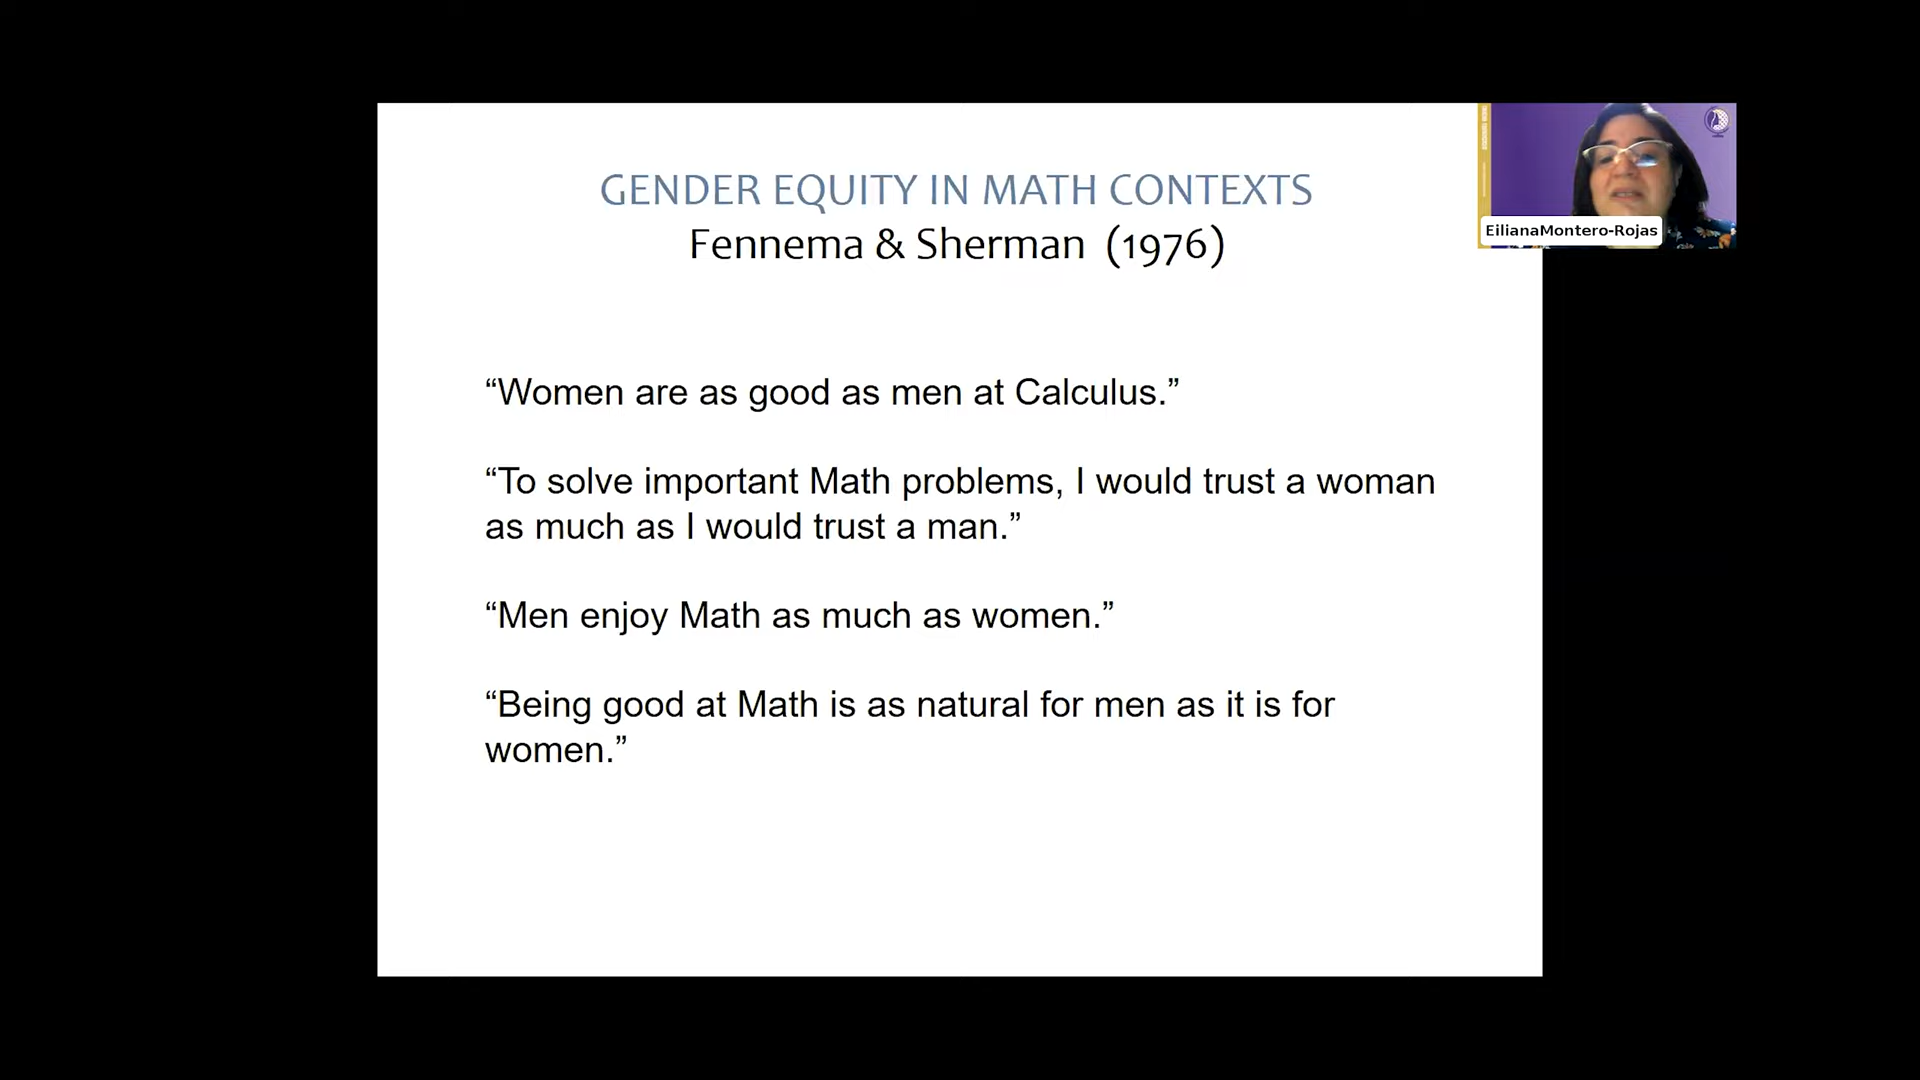 GENDER EQUITY IN MATH CONTEXTS
Fennema & Sherman (1976)
EilianaMontero-Rojas
“Women are as good as men at Calculus.”
“To solve important Math problems, I would trust a woman
as much as I would trust a man.”
“Men enjoy Math as much as women.”
“Being good at Math is as natural for men as it is for
women.”